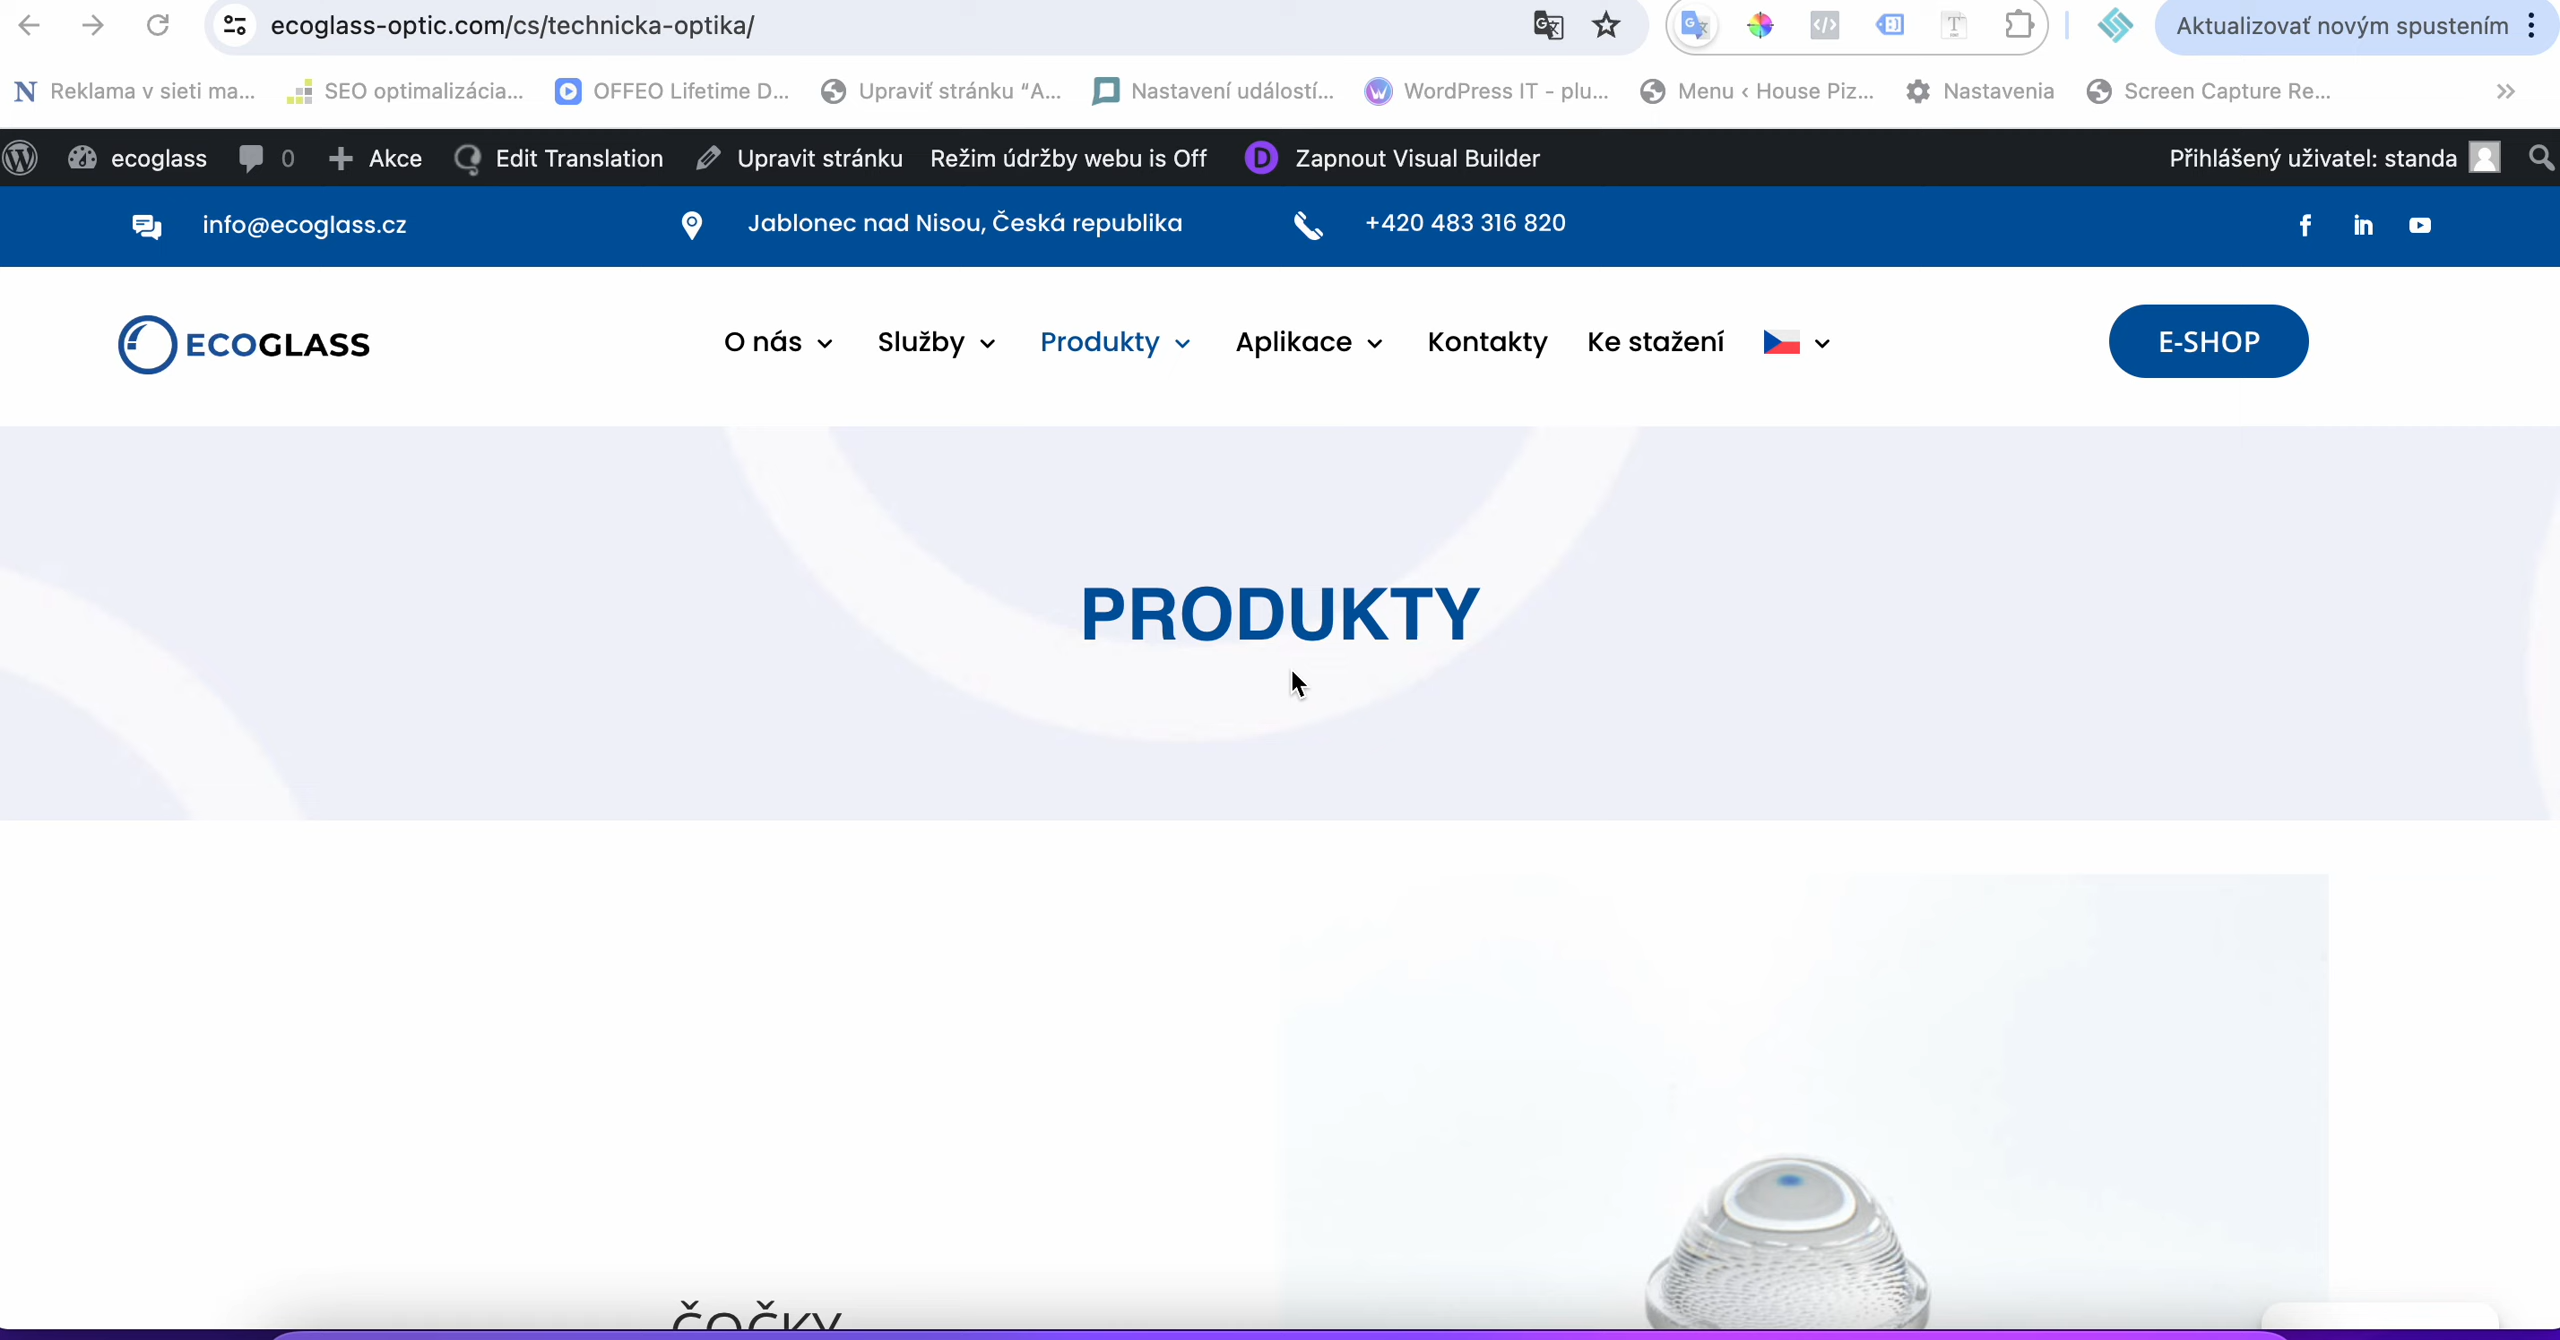 ecoglass-optic.com/cs/technicka-optika/
Aktualizovať novým spustením
Reklama v sieti ma...
SEO optimalizácia...
OFFEO Lifetime D...
Upraviť stránku “A...
Nastavení událostí...
WordPress IT - plu...
Menu ‹ House Piz...
Nastavenia
Screen Capture Re...
ecoglass
0
Akce
Edit Translation
Upravit stránku
Režim údržby webu is Off
Zapnout Visual Builder
Přihlášený uživatel: standa
info@ecoglass.cz
Jablonec nad Nisou, Česká republika
+420 483 316 820
ECOGLASS
O nás
Služby
Produkty
Aplikace
Kontakty
Ke stažení
E-SHOP
PRODUKTY
ČOČKY